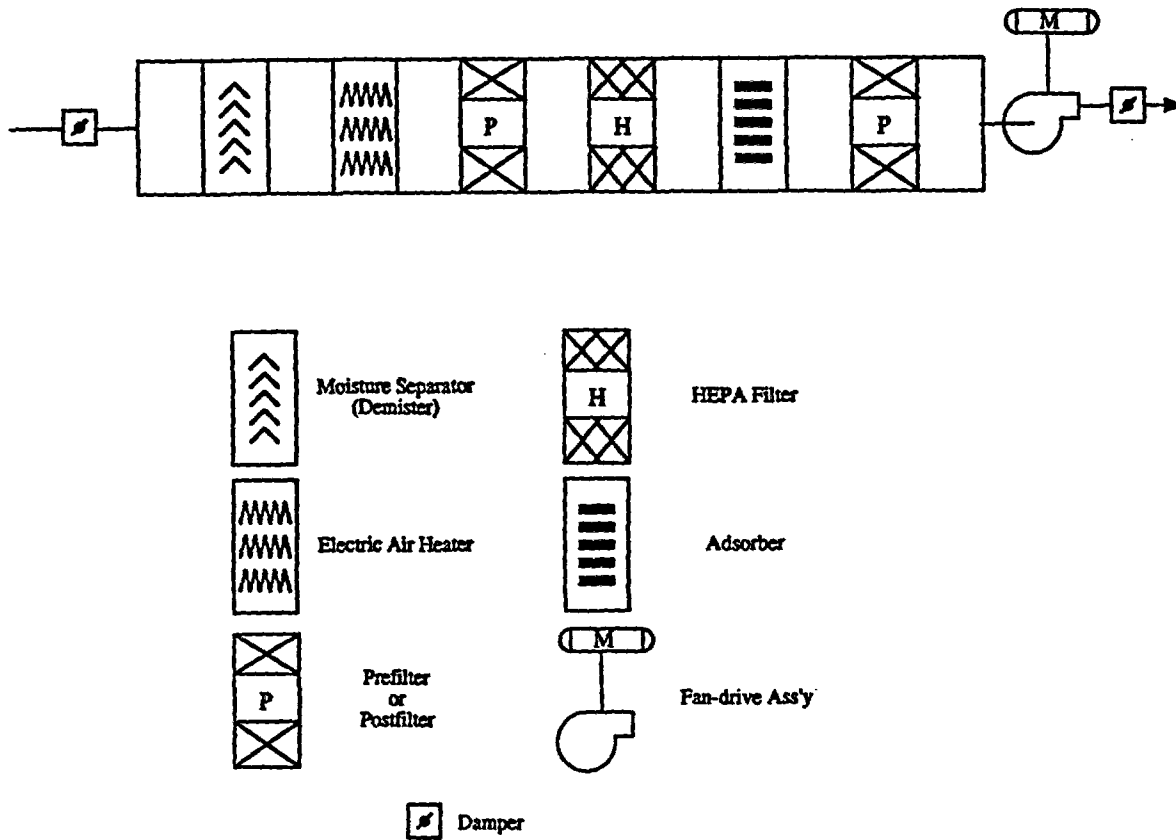 M
P
H
P
Moisture Separator
(Demister)
H
HEPA Filter
Electric Air Heater
Adsorber
P
Prefilter
or
Postfilter
M
Fan-drive Ass'y
Damper